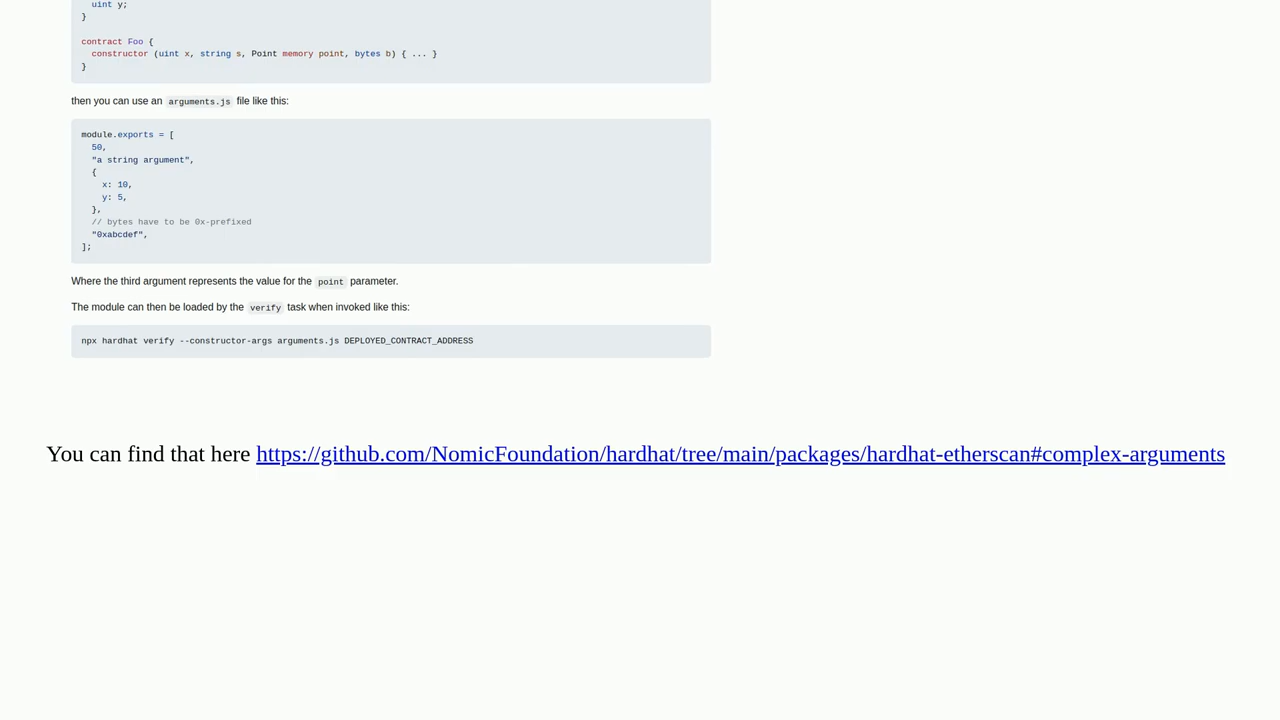 uint y;
}
contract Foo {
constructor (uint x, string s, Point memory point, bytes b) { ... }
}
then you can use an arguments.js file like this:
module.exports = [
50,
"a string argument",
{
x: 10,
y: 5,
},
// bytes have to be 0x-prefixed
"0xabcdef",
];
Where the third argument represents the value for the point parameter.
The module can then be loaded by the verify task when invoked like this:
npx hardhat verify --constructor-args arguments.js DEPLOYED_CONTRACT_ADDRESS
You can find that here https://github.com/NomicFoundation/hardhat/tree/main/packages/hardhat-etherscan#complex-arguments